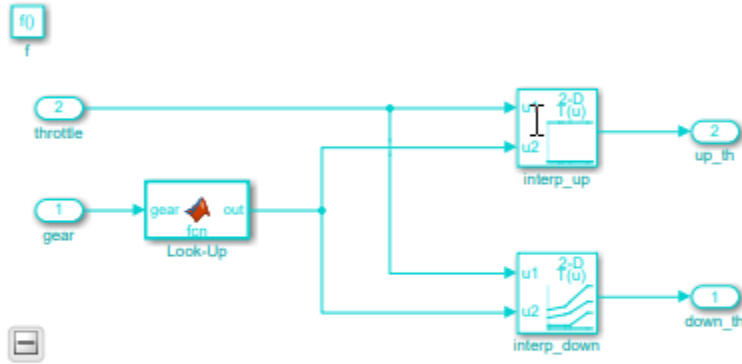 f()
f
2
throttle
u1
2-D
T(u)
u2
interp_up
2
up_th
1
gear
gear
out
fcn
Look-Up
u1
2-D
T(u)
u2
interp_down
1
down_th